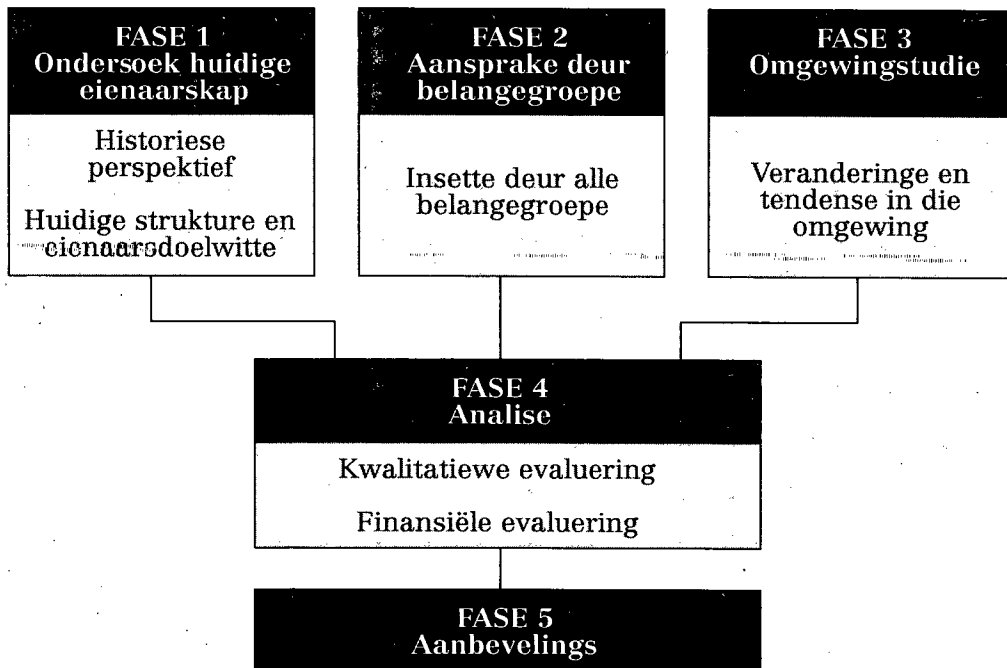 FASE 1
Ondersoek huidige
eienaarskap
Historiese
perspektief
Huidige strukture en
eienaarsdoelwitte
FASE 2
Aansprake deur
belangegroepe
Insette deur alle
belangegroepe
FASE 3
Omgewingstudie
Veranderinge en
tendense in die
omgewing
FASE 4
Analise
Kwalitatiewe evaluering
Finansiële evaluering
FASE 5
Aanbevelings